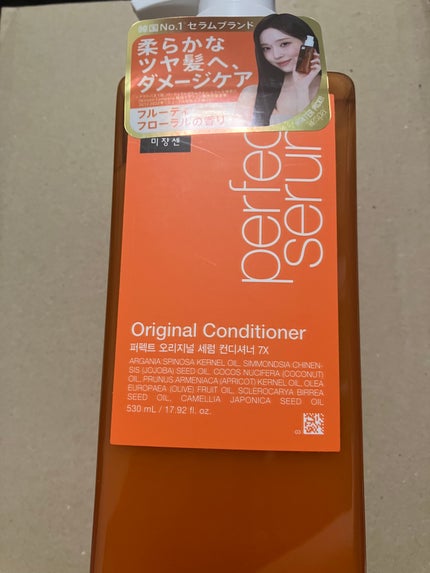 韓国No.1 セラムブランド
柔らかな
ツヤ髪へ、
ダメージケア
フルーティ
フローラルの香り
미쟝센
perfect
serum
Original Conditioner
퍼펙트 오리지널 세럼 컨디셔너 7X
ARGANIA SPINOSA KERNEL OIL, SIMMONDSIA CHINEN-
SIS (JOJOBA) SEED OIL, COCOS NUCIFERA (COCONUT)
OIL, PRUNUS ARMENIACA (APRICOT) KERNEL OIL, OLEA
EUROPAEA (OLIVE) FRUIT OIL, SCLEROCARYA BIRREA
SEED OIL, CAMELLIA JAPONICA SEED OIL
530 mL / 17.92 fl. oz.
03